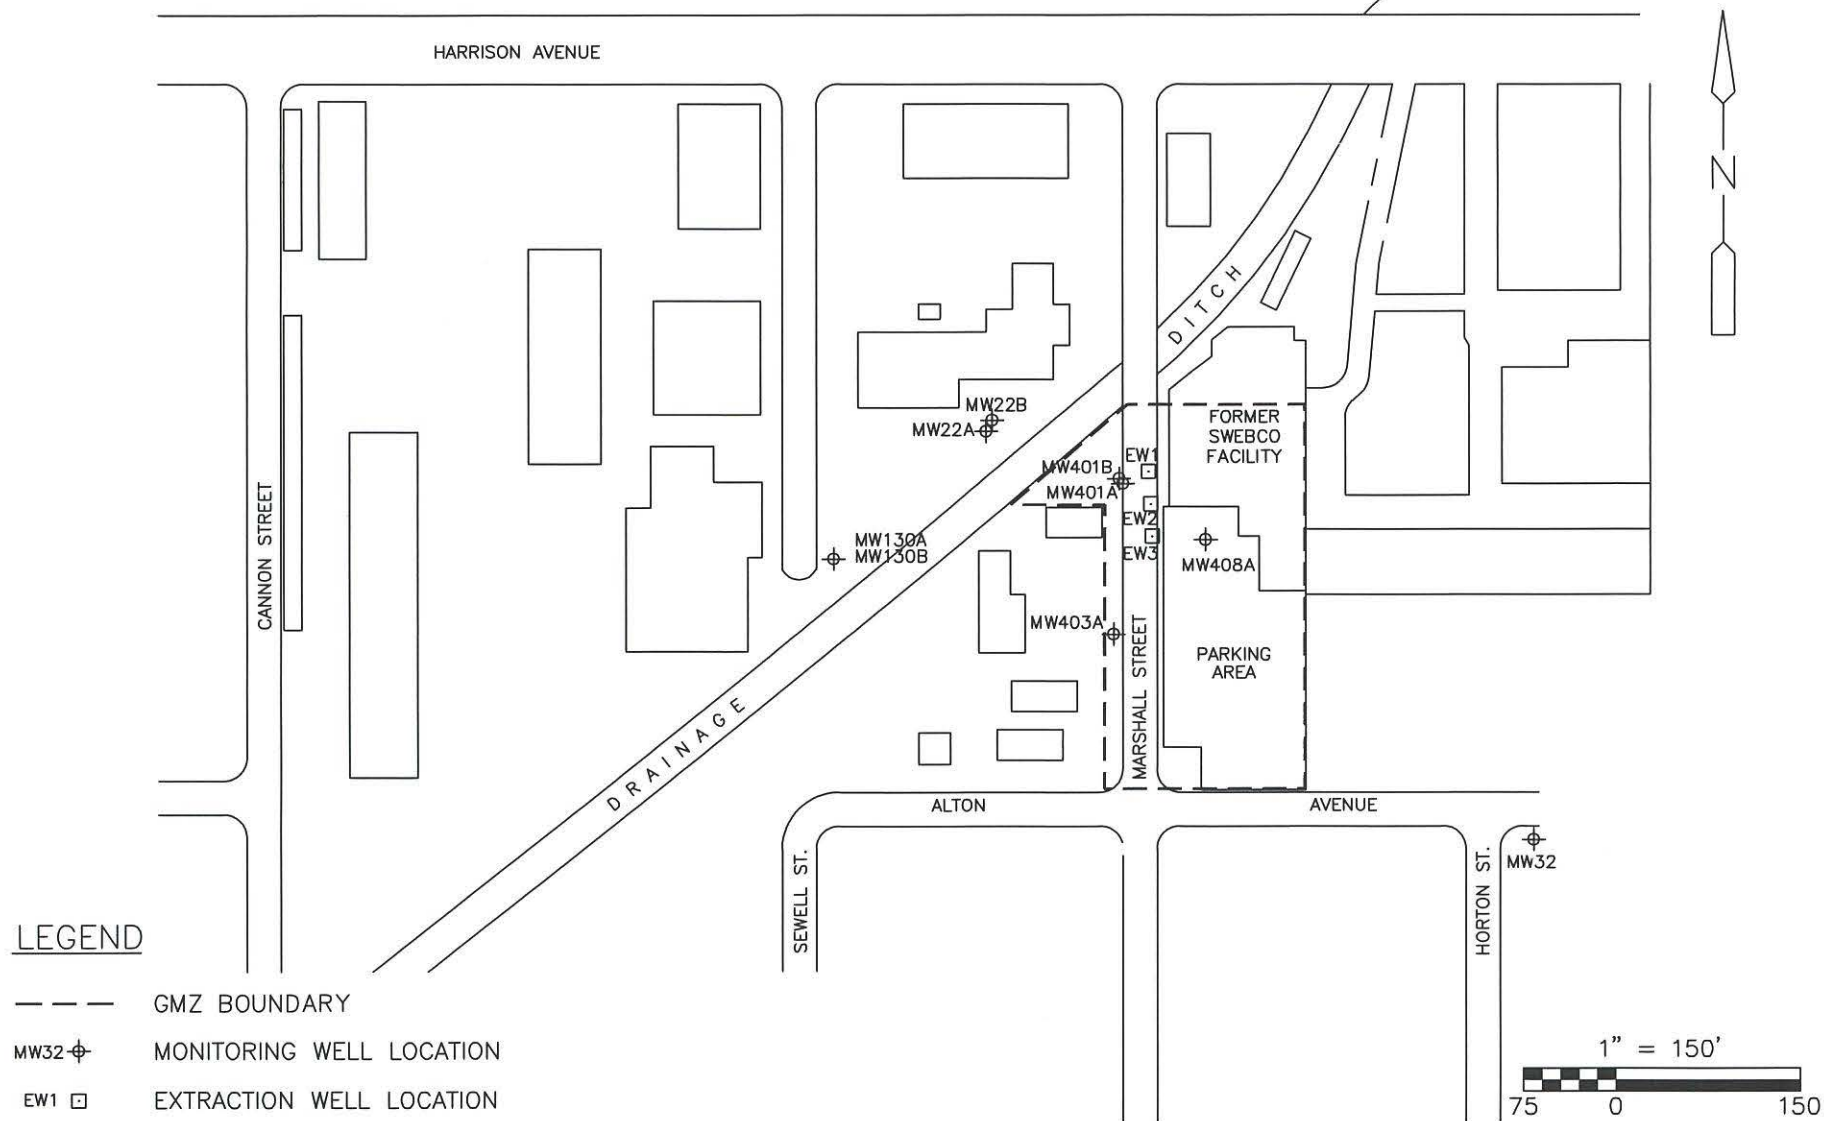 HARRISON AVENUE
N
DITCH
MW22B
MW22A
FORMER
SWEBCO
FACILITY
EW1
MW401B
MW401A
EW2
EW3
MW130A
MW130B
MW408A
CANNON STREET
MW403A
MARSHALL STREET
PARKING
AREA
DRAINAGE
ALTON
AVENUE
MW32
SEWELL ST.
HORTON ST.
LEGEND
GMZ BOUNDARY
MW32 MONITORING WELL LOCATION
EW1 EXTRACTION WELL LOCATION
1" = 150'
75 0 150